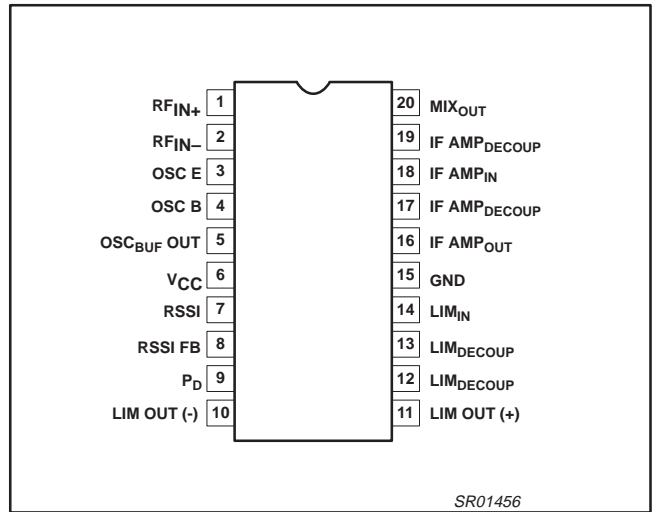 RFIN+ 1
RFIN– 2
OSC E 3
OSC B 4
OSCBUF OUT 5
VCC 6
RSSI 7
RSSI FB 8
PD 9
LIM OUT (-) 10
20 MIXOUT
19 IF AMPDECOUP
18 IF AMPIN
17 IF AMPDECOUP
16 IF AMPOUT
15 GND
14 LIMIN
13 LIMDECOUP
12 LIMDECOUP
11 LIM OUT (+)
SR01456